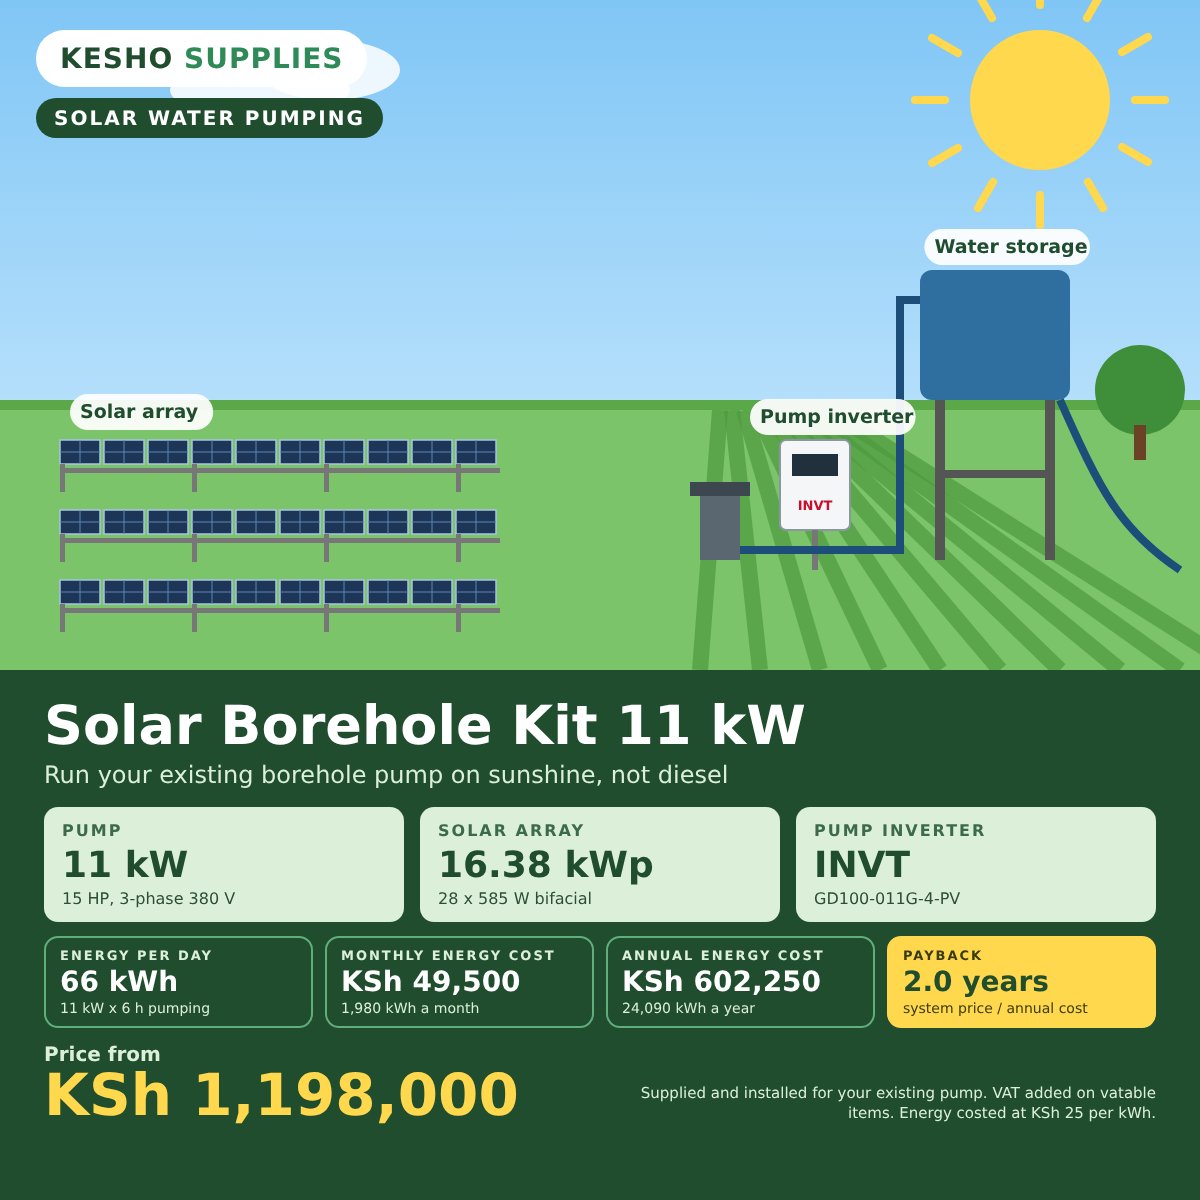 KESHO SUPPLIES
SOLAR WATER PUMPING
Water storage
Solar array
Pump inverter
INVT
Solar Borehole Kit 11 kW
Run your existing borehole pump on sunshine, not diesel
PUMP
11 kW
15 HP, 3-phase 380 V
SOLAR ARRAY
16.38 kWp
28 x 585 W bifacial
PUMP INVERTER
INVT
GD100-011G-4-PV
ENERGY PER DAY
66 kWh
11 kW x 6 h pumping
MONTHLY ENERGY COST
KSh 49,500
1,980 kWh a month
ANNUAL ENERGY COST
KSh 602,250
24,090 kWh a year
PAYBACK
2.0 years
system price / annual cost
Price from
KSh 1,198,000
Supplied and installed for your existing pump. VAT added on vatable
items. Energy costed at KSh 25 per kWh.